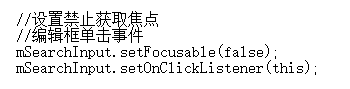 //设置禁止获取焦点
//编辑框单击事件
mSearchInput.setFocusable(false);
mSearchInput.setOnClickListener(this);